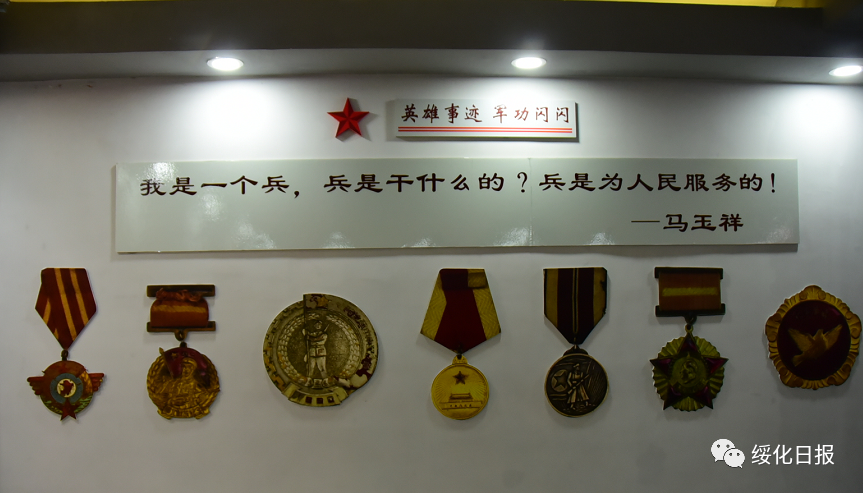 英雄事迹 军功闪闪
我是一个兵，兵是干什么的？兵是为人民服务的！
—马玉祥
绥化日报